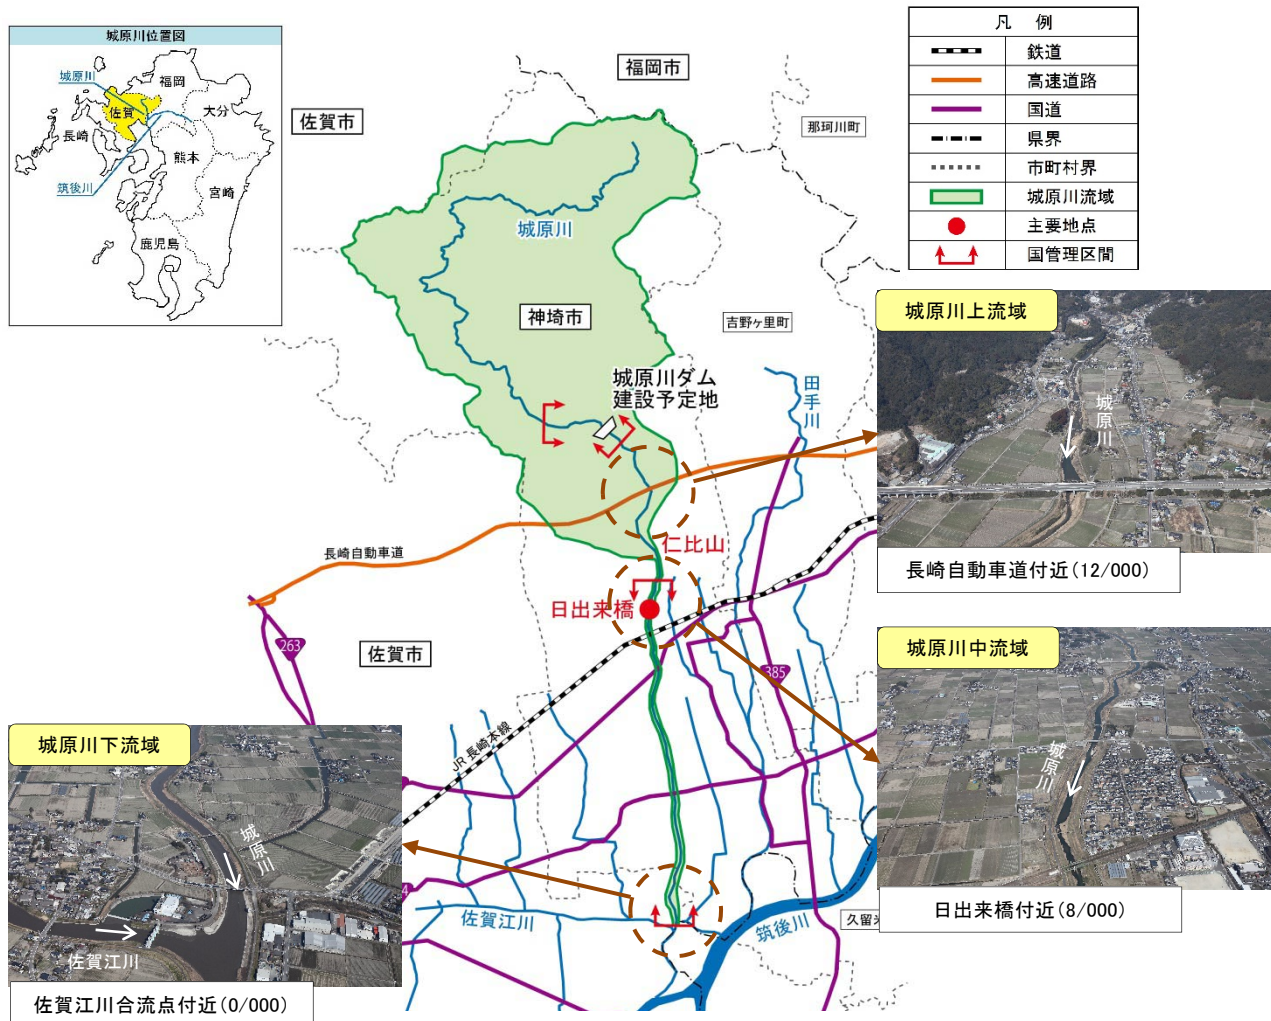 城原川位置図
城原川
福岡
佐賀
大分
長崎
熊本
筑後川
宮崎
鹿児島
凡 例
鉄道
高速道路
国道
県界
市町村界
城原川流域
主要地点
国管理区間
福岡市
佐賀市
那珂川町
城原川
神埼市
吉野ヶ里町
城原川ダム
建設予定地
田手川
長崎自動車道
仁比山
日出来橋
佐賀市
263
385
JR長崎本線
佐賀江川
筑後川
城原川上流域
城原川
長崎自動車道付近(12/000)
城原川中流域
城原川
日出来橋付近(8/000)
城原川下流域
城原川
佐賀江川
佐賀江川合流点付近(0/000)